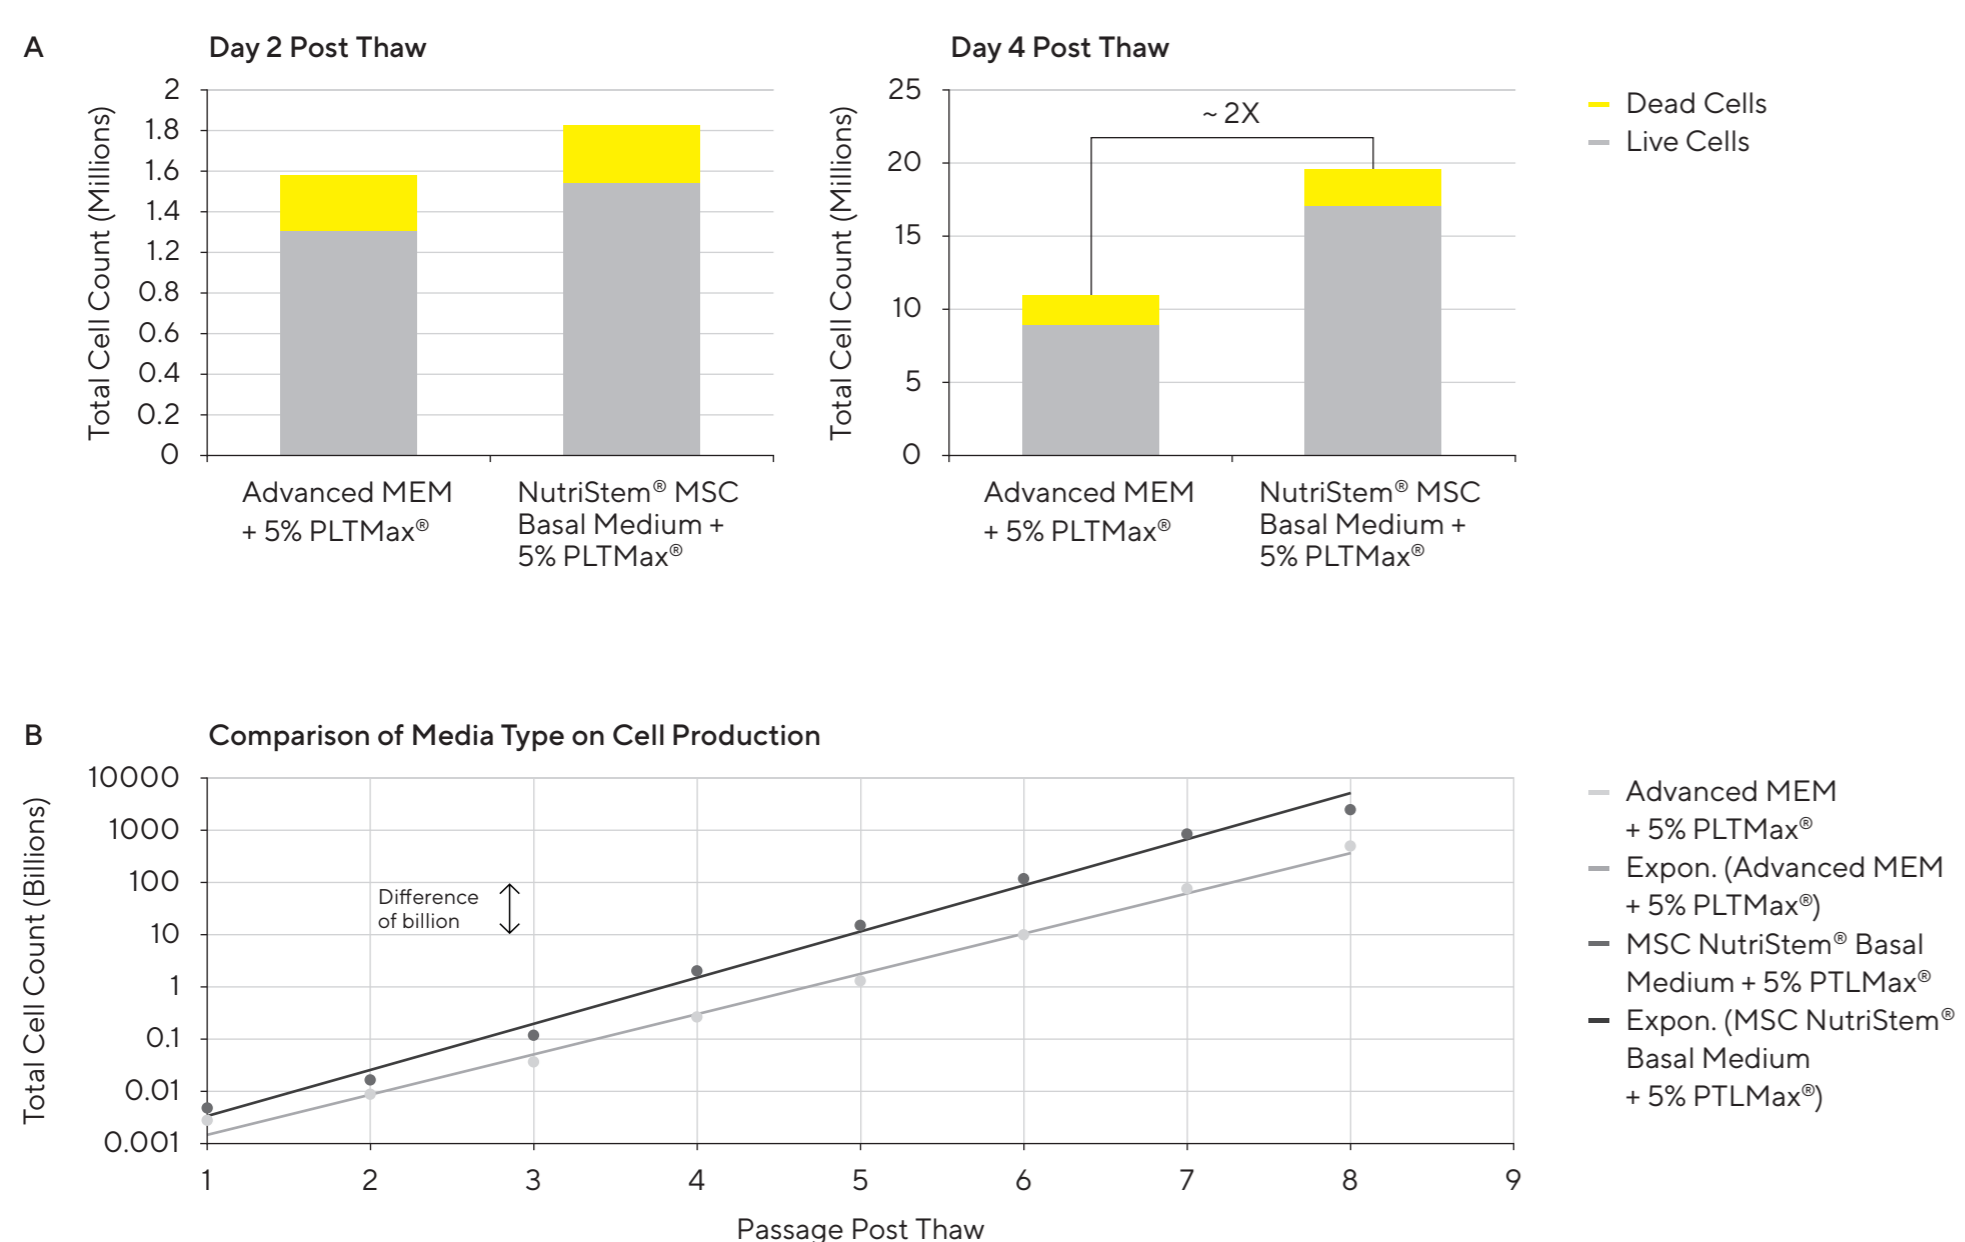 A
Day 2 Post Thaw
Total Cell Count (Millions)
2
1.8
1.6
1.4
1.2
1
0.8
0.6
0.4
0.2
0
Advanced MEM
+ 5% PLTMax®
NutriStem® MSC
Basal Medium +
5% PLTMax®
Day 4 Post Thaw
Total Cell Count (Millions)
25
20
15
10
5
0
~ 2X
Advanced MEM
+ 5% PLTMax®
NutriStem® MSC
Basal Medium +
5% PLTMax®
Dead Cells
Live Cells
B
Comparison of Media Type on Cell Production
Total Cell Count (Billions)
10000
1000
100
10
1
0.1
0.01
0.001
Difference
of billion
1 2 3 4 5 6 7 8 9
Passage Post Thaw
Advanced MEM
+ 5% PLTMax®
Expon. (Advanced MEM
+ 5% PLTMax®)
MSC NutriStem® Basal
Medium + 5% PTLMax®
Expon. (MSC NutriStem®
Basal Medium
+ 5% PTLMax®)